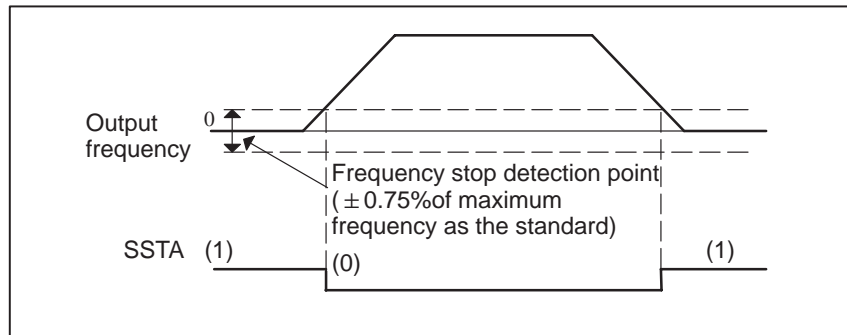 Output
frequency
0
Frequency stop detection point
( ±0.75%of maximum
frequency as the standard)
SSTA (1)
(0)
(1)